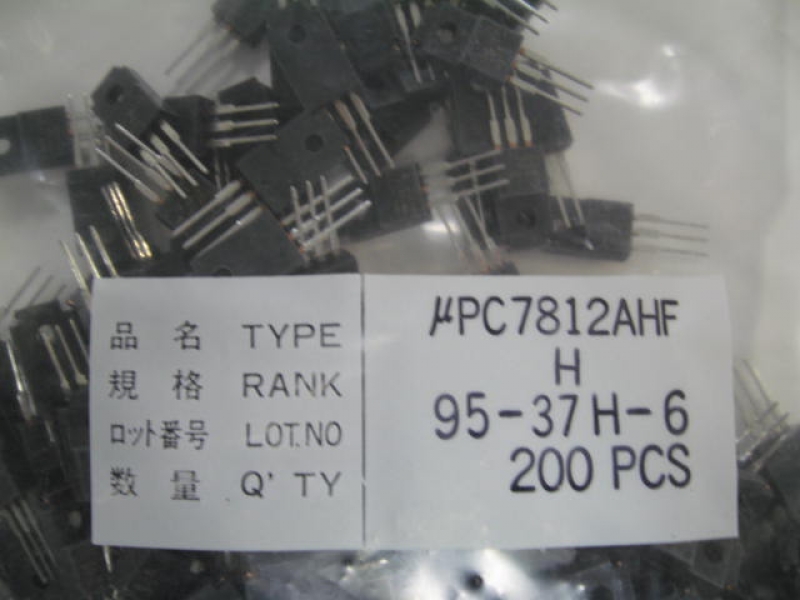 品名 TYPE μPC7812AHF
規格 RANK H
ロット番号 LOT.NO 95-37H-6
数量 Q'TY 200 PCS